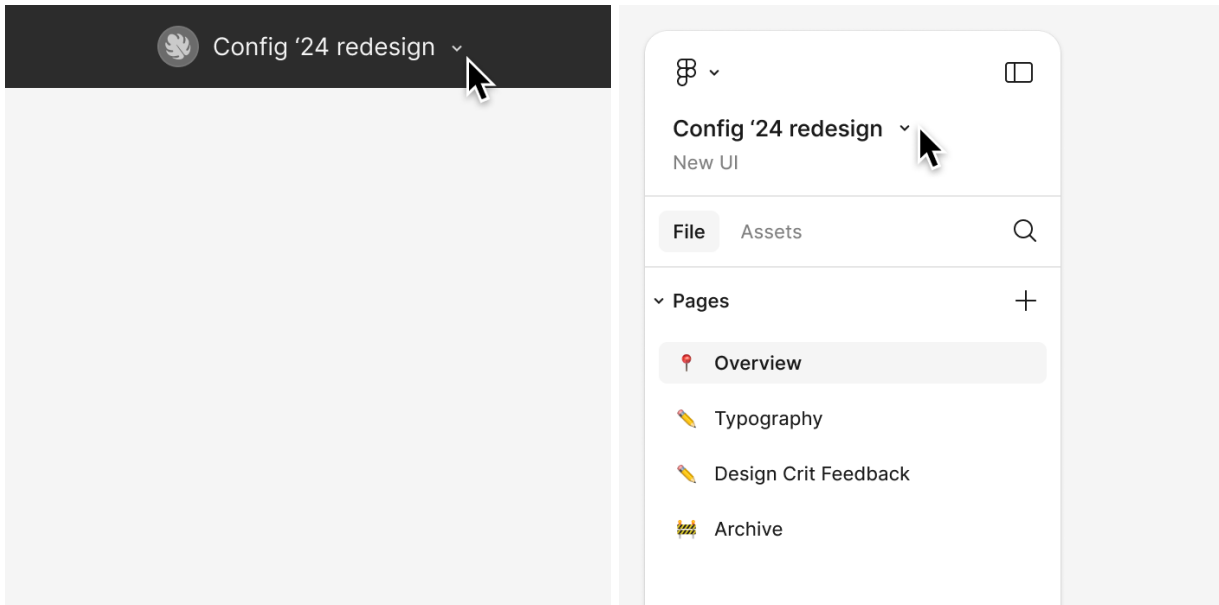 Config ‘24 redesign
Config ‘24 redesign
New UI
File Assets
Pages
Overview
Typography
Design Crit Feedback
Archive